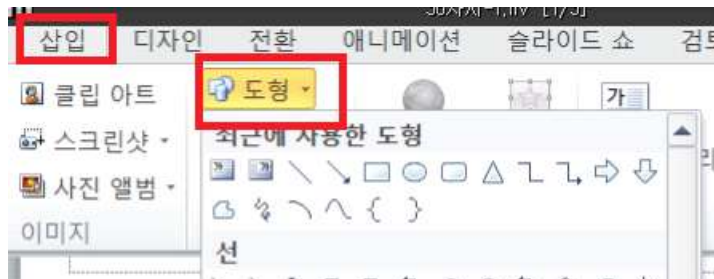 삽입 디자인 전환 애니메이션 슬라이드 쇼
클립 아트 도형 가
스크린샷
사진 앨범
이미지
최근에 사용한 도형
선